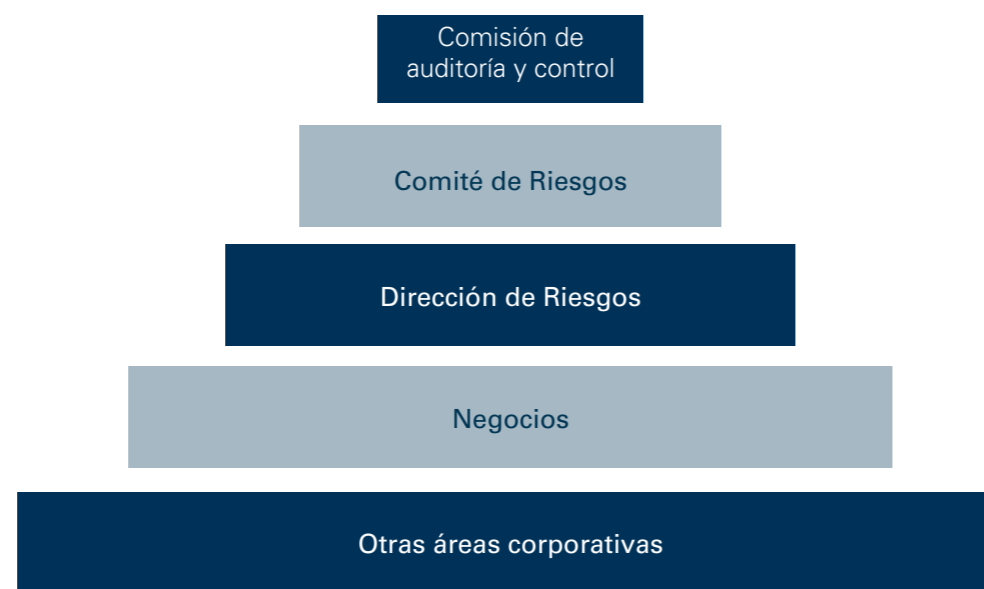 Comisión de
auditoría y control
Comité de Riesgos
Dirección de Riesgos
Negocios
Otras áreas corporativas